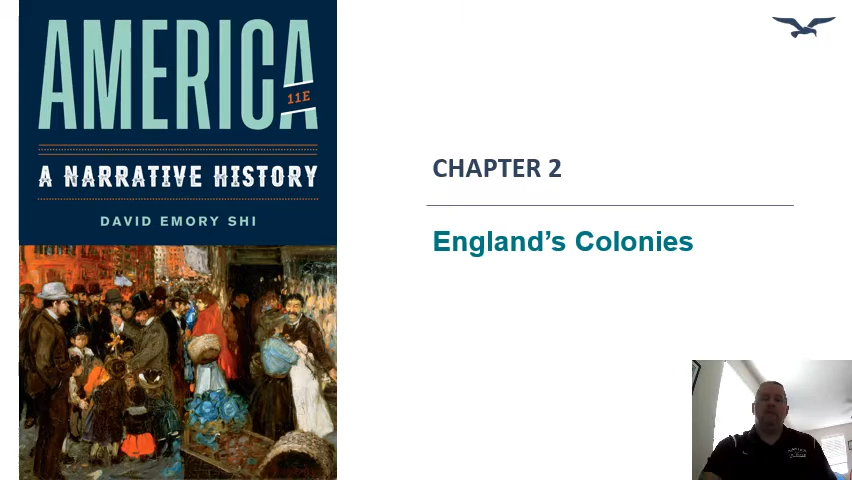 AMERICA
11E
A NARRATIVE HISTORY
DAVID EMORY SHI
CHAPTER 2
England's Colonies